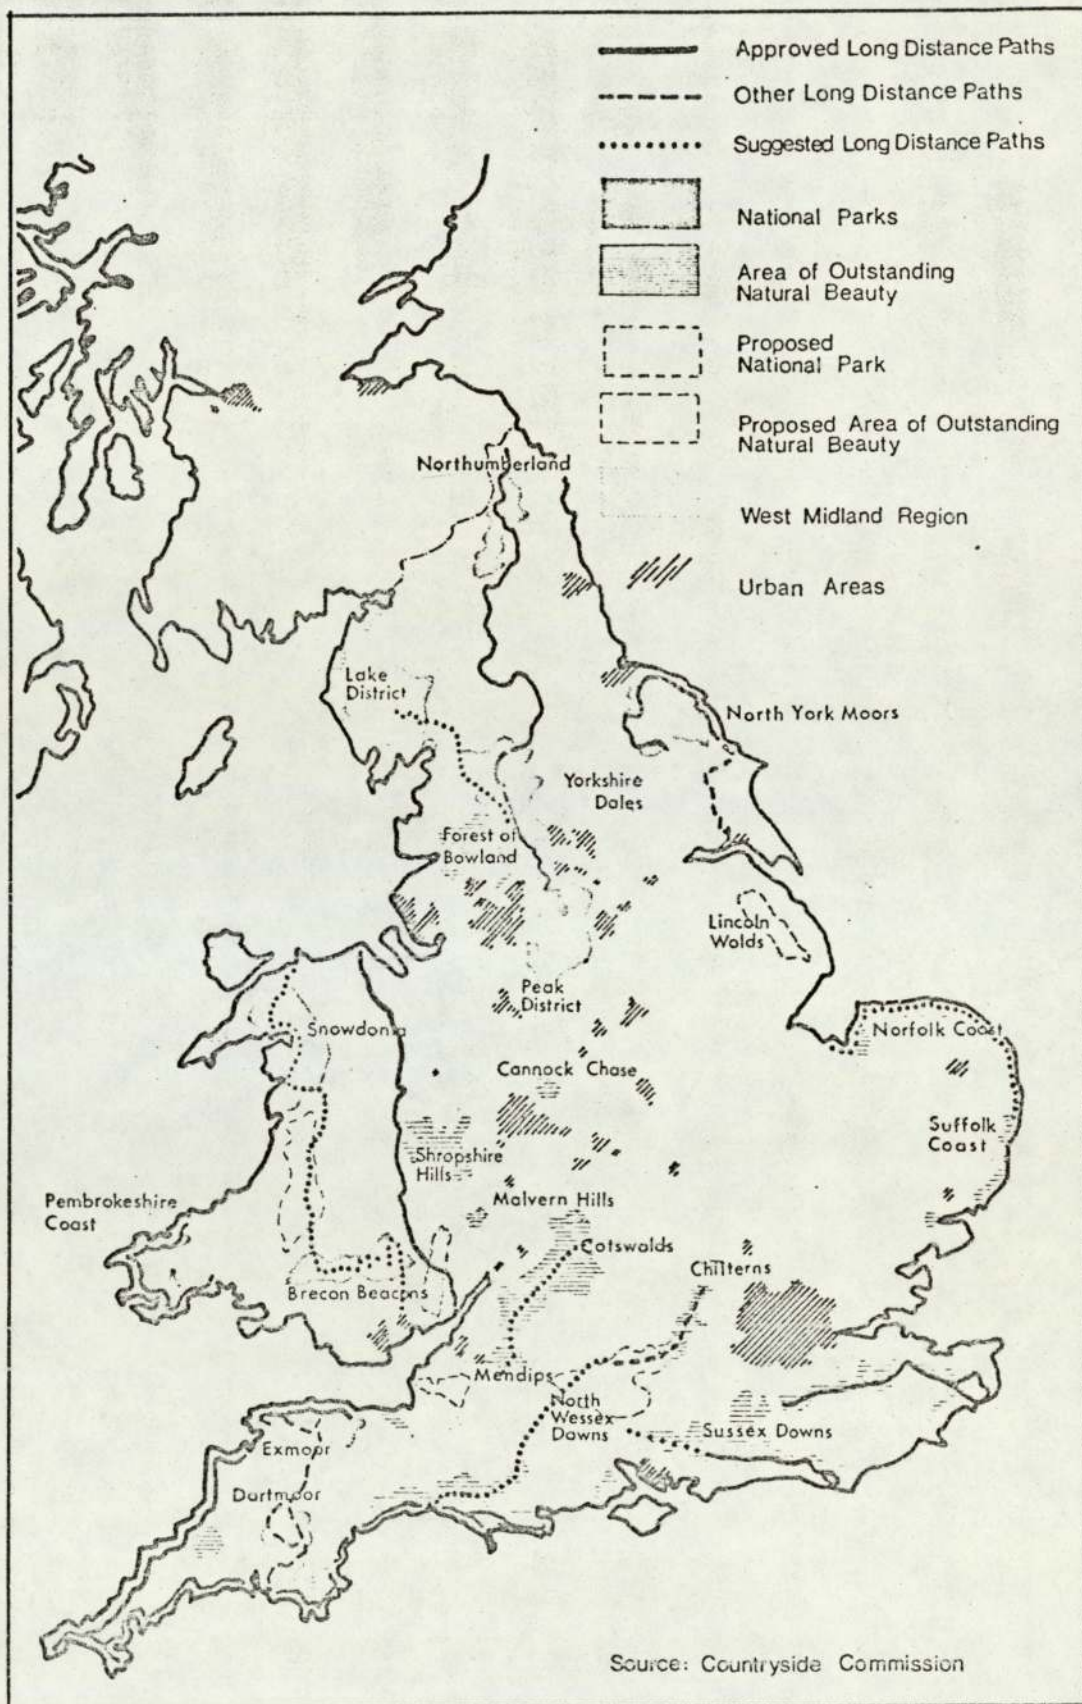 Approved Long Distance Paths
Other Long Distance Paths
Suggested Long Distance Paths
National Parks
Area of Outstanding
Natural Beauty
Proposed
National Park
Proposed Area of Outstanding
Natural Beauty
West Midland Region
Urban Areas
Northumberland
Lake
District
North York Moors
Yorkshire
Dales
Forest of
Bowland
Lincoln
Wolds
Peak
District
Snowdonia
Norfolk Coast
Cannock Chase
Suffolk
Coast
Shropshire
Hills
Malvern Hills
Pembrokeshire
Coast
Cotswalds
Chilterns
Brecon Beacons
Mendips
North
Wessex
Downs
Sussex Downs
Exmoor
Dartmoor
Source: Countryside Commission